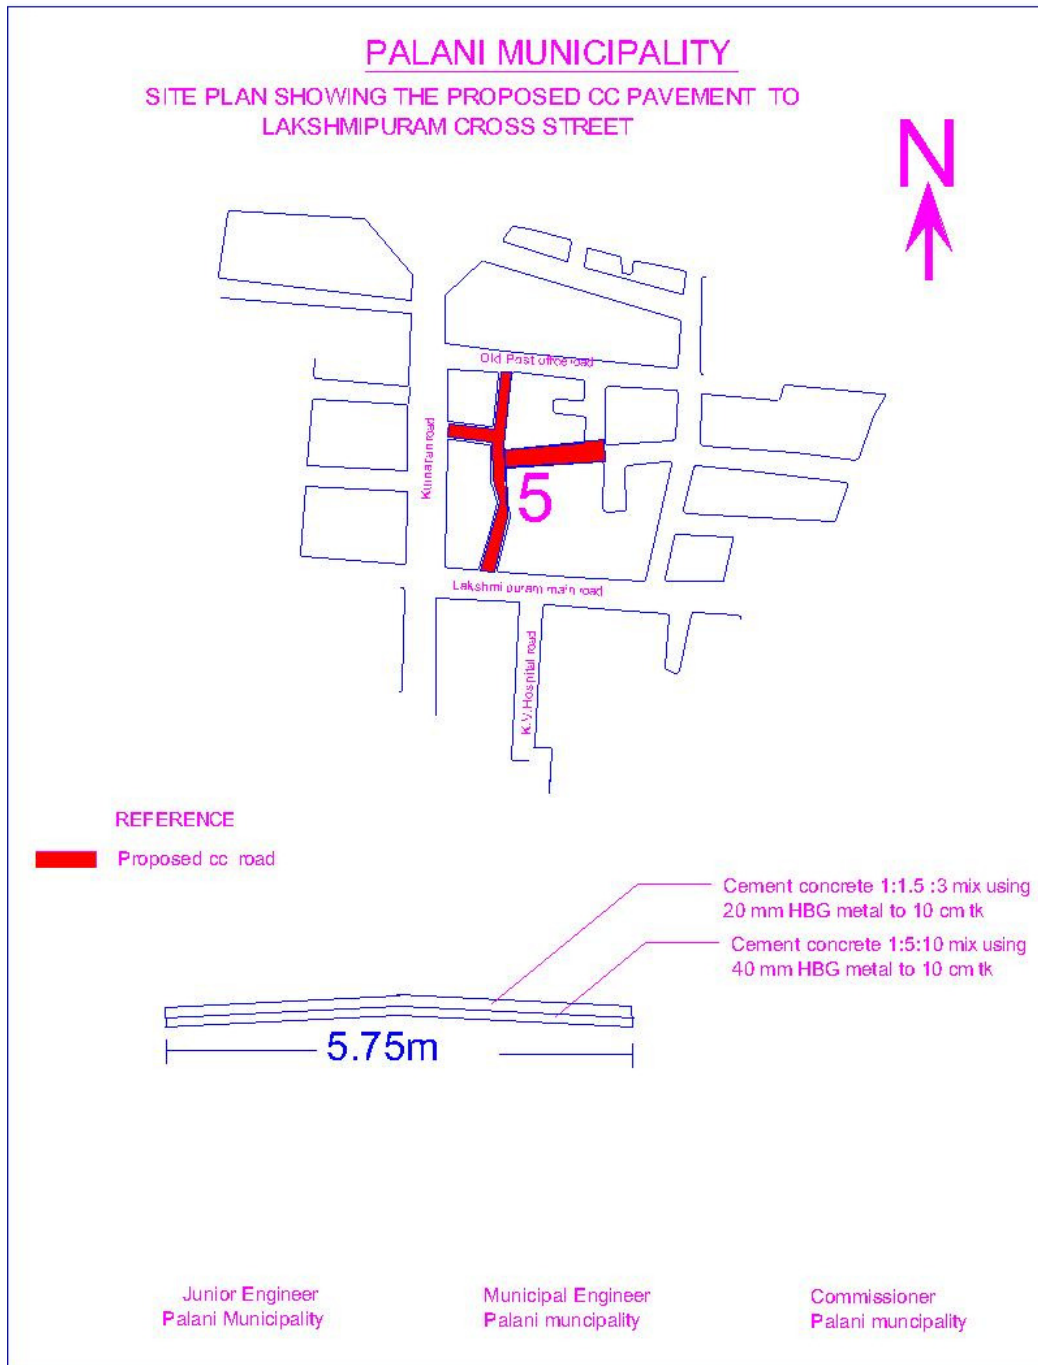 PALANI MUNICIPALITY
SITE PLAN SHOWING THE PROPOSED CC PAVEMENT TO
LAKSHMIPURAM CROSS STREET
N
Old Post office road
road
5
Lakshmi puram main road
K.V.Hospital road
REFERENCE
Proposed cc road
Cement concrete 1:1.5 :3 mix using
20 mm HBG metal to 10 cm tk
Cement concrete 1:5:10 mix using
40 mm HBG metal to 10 cm tk
5.75m
Junior Engineer
Palani Municipality
Municipal Engineer
Palani muncipality
Commissioner
Palani muncipality